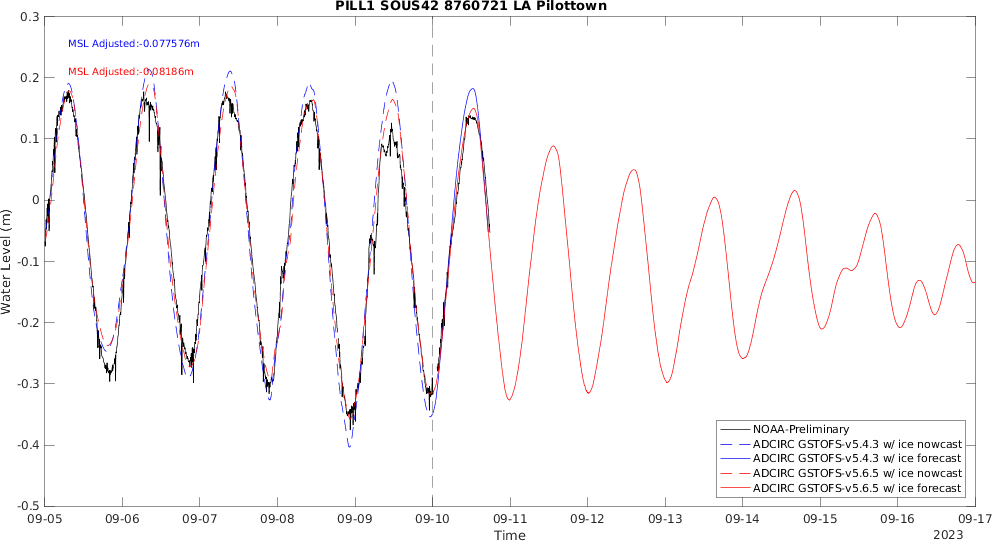 PILL1 SOUS42 8760721 LA Pilottown
MSL Adjusted:-0.077576m
MSL Adjusted:-0.08186m
Water Level (m)
0.3
0.2
0.1
0
-0.1
-0.2
-0.3
-0.4
-0.5
NOAA-Preliminary
ADCIRC GSTOFS-v5.4.3 w/ ice nowcast
ADCIRC GSTOFS-v5.4.3 w/ ice forecast
ADCIRC GSTOFS-v5.6.5 w/ ice nowcast
ADCIRC GSTOFS-v5.6.5 w/ ice forecast
09-05 09-06 09-07 09-08 09-09 09-10 09-11 09-12 09-13 09-14 09-15 09-16 09-17
Time
2023